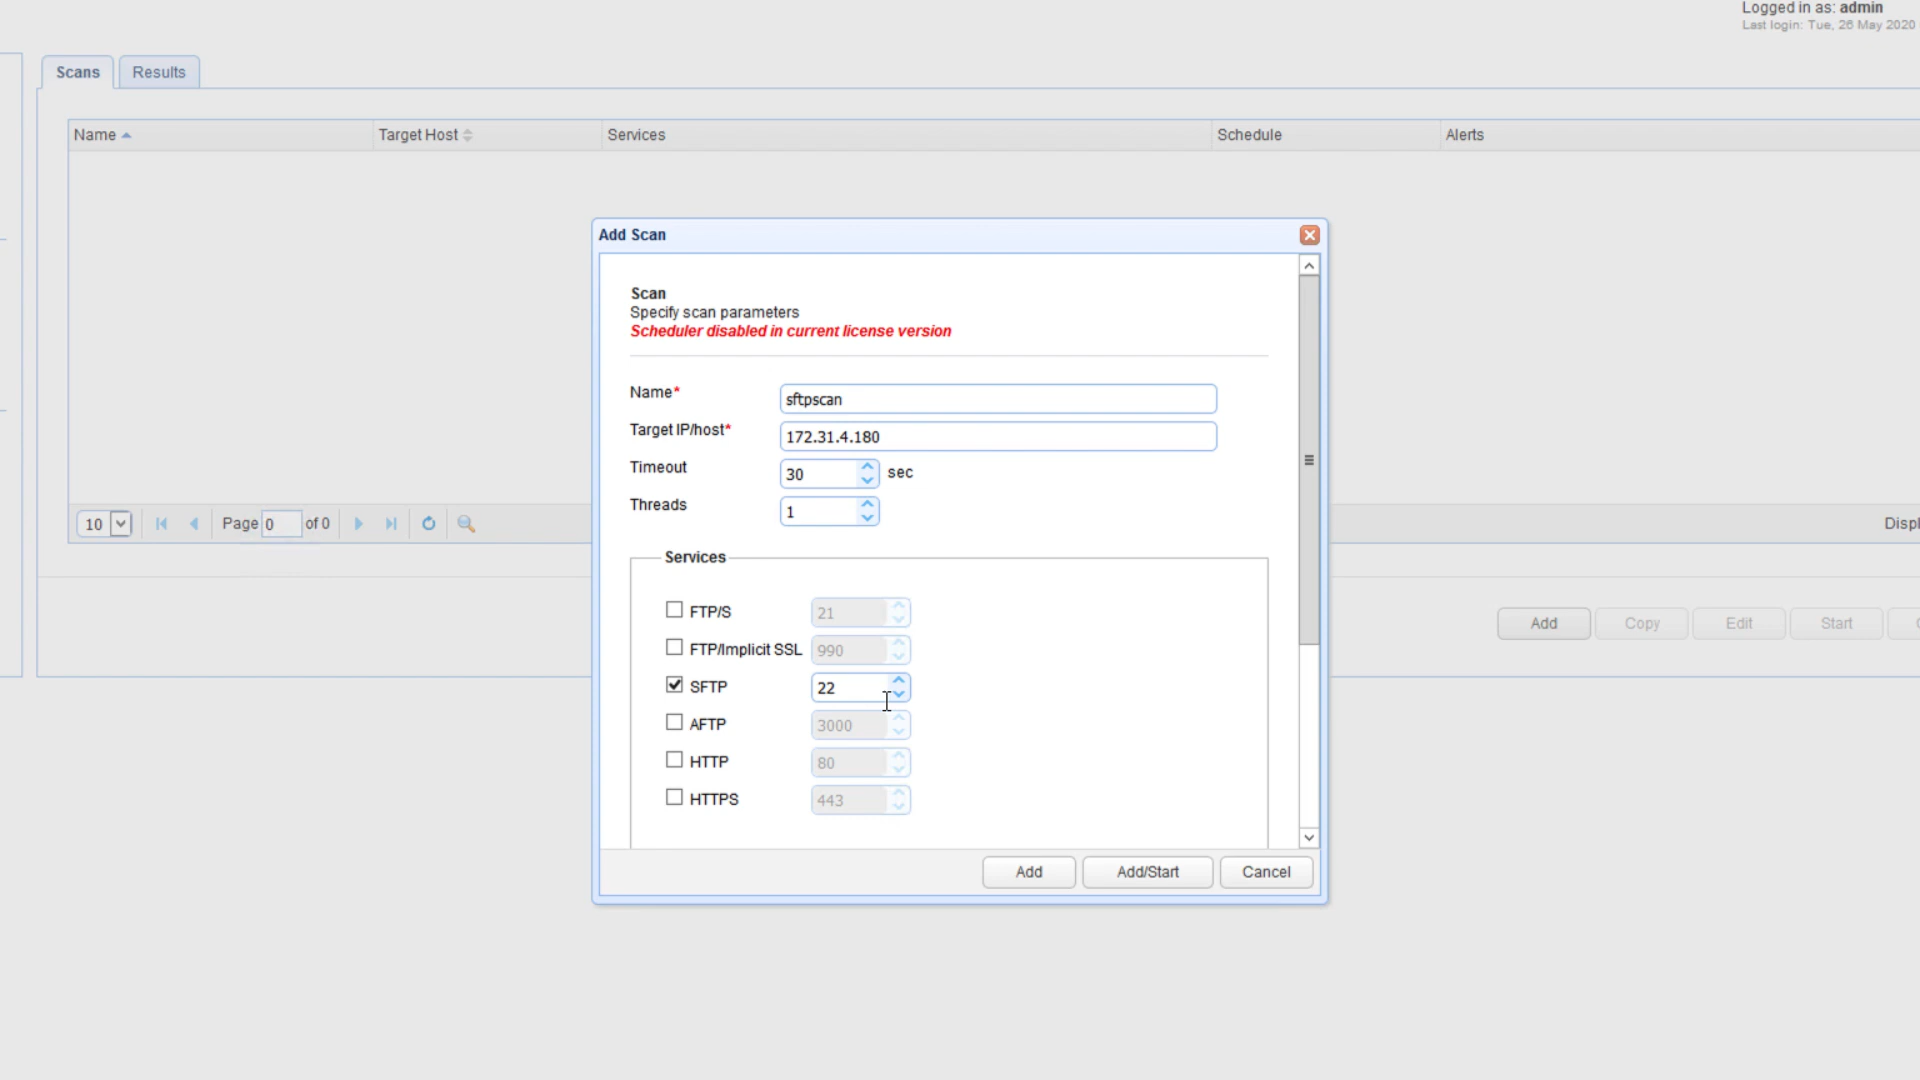 Logged in as: admin
Last login: Tue, 26 May 2020
Scans
Results
Name
Target Host
Services
Schedule
Alerts
Add Scan
Scan
Specify scan parameters
Scheduler disabled in current license version
Name*
sftpscan
Target IP/host*
172.31.4.180
Timeout
30
sec
Threads
1
10
Page 0 of 0
Displ
Services
FTP/S
21
FTP/Implicit SSL
990
SFTP
22
AFTP
3000
HTTP
80
HTTPS
443
Add
Copy
Edit
Start
Add
Add/Start
Cancel